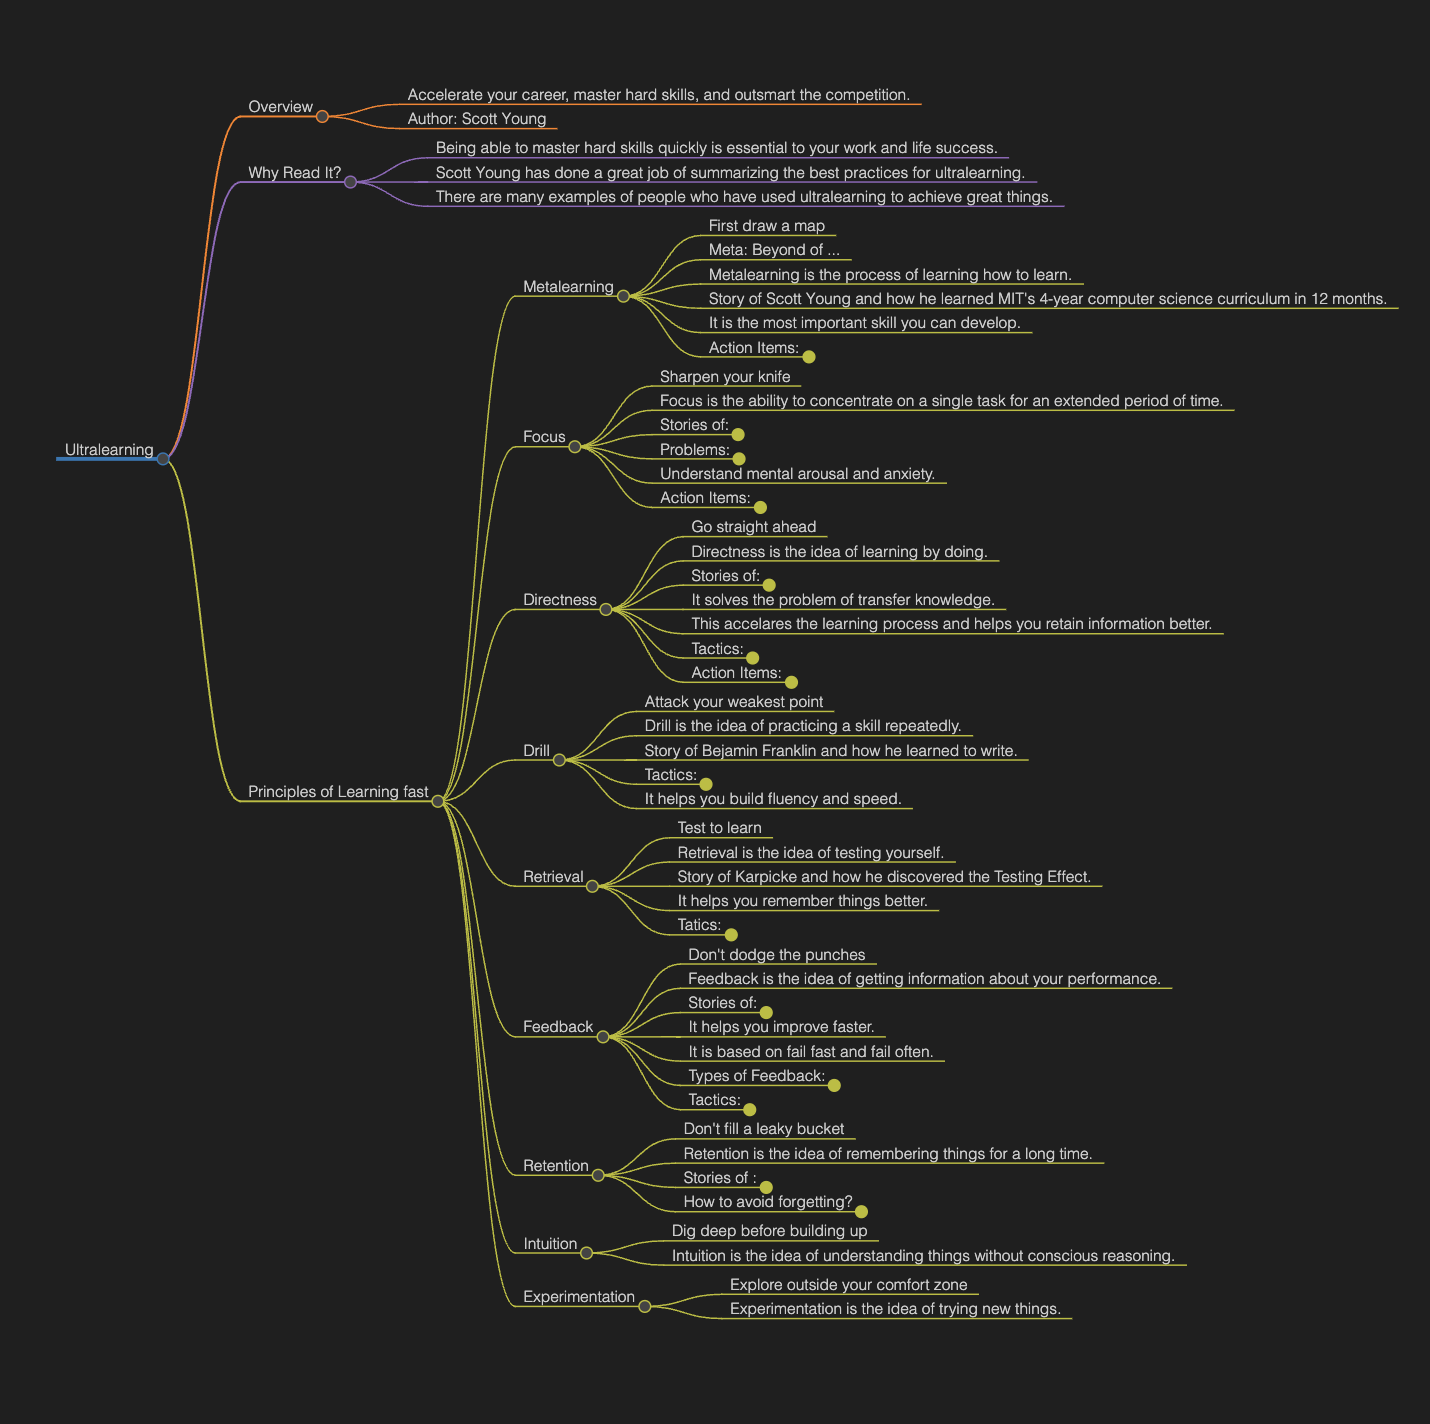 Ultralearning
Overview
Accelerate your career, master hard skills, and outsmart the competition.
Author: Scott Young
Why Read It?
Being able to master hard skills quickly is essential to your work and life success.
Scott Young has done a great job of summarizing the best practices for ultralearning.
There are many examples of people who have used ultralearning to achieve great things.
Principles of Learning fast
Metalearning
First draw a map
Meta: Beyond of ...
Metalearning is the process of learning how to learn.
Story of Scott Young and how he learned MIT's 4-year computer science curriculum in 12 months.
It is the most important skill you can develop.
Action Items:
Focus
Sharpen your knife
Focus is the ability to concentrate on a single task for an extended period of time.
Stories of:
Problems:
Understand mental arousal and anxiety.
Action Items:
Directness
Go straight ahead
Directness is the idea of learning by doing.
Stories of:
It solves the problem of transfer knowledge.
This accelares the learning process and helps you retain information better.
Tactics:
Action Items:
Drill
Attack your weakest point
Drill is the idea of practicing a skill repeatedly.
Story of Bejamin Franklin and how he learned to write.
Tactics:
It helps you build fluency and speed.
Retrieval
Test to learn
Retrieval is the idea of testing yourself.
Story of Karpicke and how he discovered the Testing Effect.
It helps you remember things better.
Tatics:
Feedback
Don't dodge the punches
Feedback is the idea of getting information about your performance.
Stories of:
It helps you improve faster.
It is based on fail fast and fail often.
Types of Feedback:
Tactics:
Retention
Don't fill a leaky bucket
Retention is the idea of remembering things for a long time.
Stories of :
How to avoid forgetting?
Intuition
Dig deep before building up
Intuition is the idea of understanding things without conscious reasoning.
Experimentation
Explore outside your comfort zone
Experimentation is the idea of trying new things.